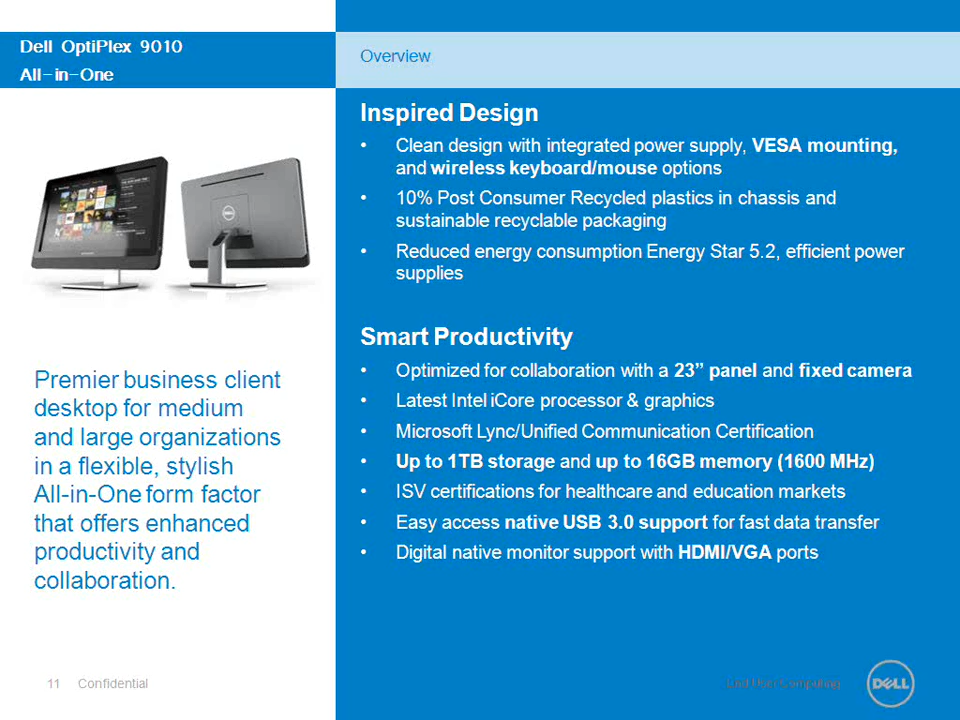 Dell OptiPlex 9010
All-in-One
Overview
Inspired Design
• Clean design with integrated power supply, VESA mounting,
and wireless keyboard/mouse options
• 10% Post Consumer Recycled plastics in chassis and
sustainable recyclable packaging
• Reduced energy consumption Energy Star 5.2, efficient power
supplies
Smart Productivity
• Optimized for collaboration with a 23” panel and fixed camera
• Latest Intel iCore processor & graphics
• Microsoft Lync/Unified Communication Certification
• Up to 1TB storage and up to 16GB memory (1600 MHz)
• ISV certifications for healthcare and education markets
• Easy access native USB 3.0 support for fast data transfer
• Digital native monitor support with HDMI/VGA ports
Premier business client
desktop for medium
and large organizations
in a flexible, stylish
All-in-One form factor
that offers enhanced
productivity and
collaboration.
11 Confidential
Computing
DELL